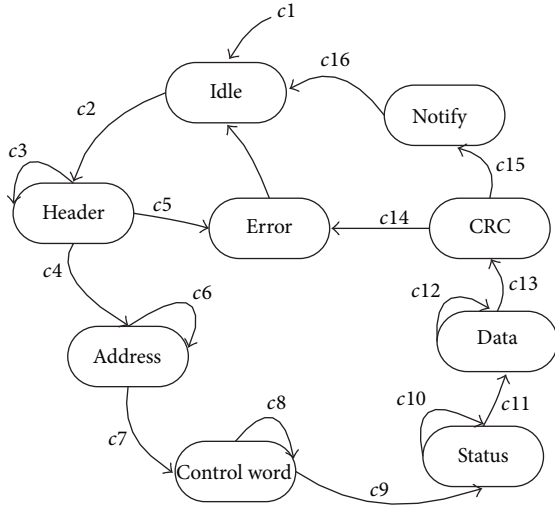 c1
c16
Idle
c2
Notify
c3
c15
Header
c5
Error
c14
CRC
c4
c6
c12
c13
Address
Data
c8
c10
c11
c7
Control word
Status
c9